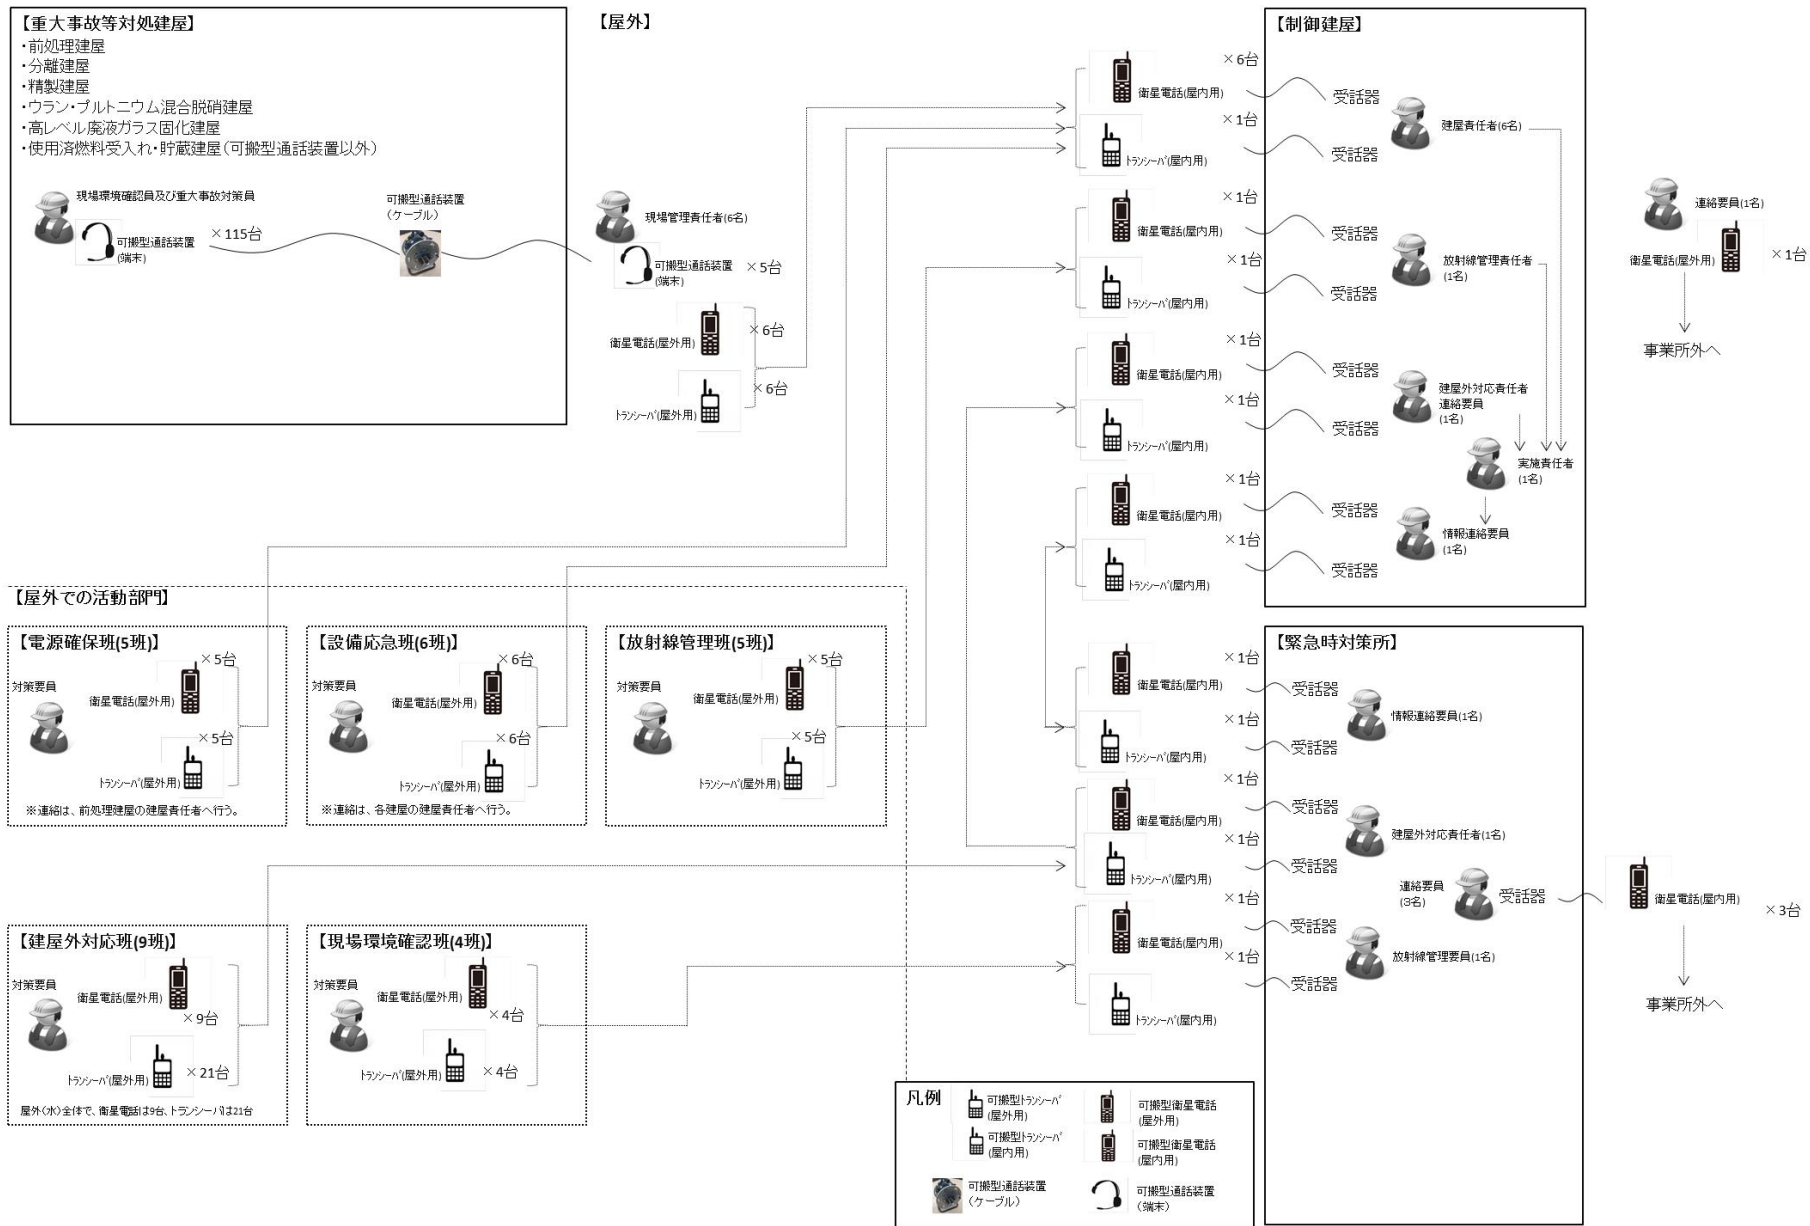 【重大事故等対処建屋】
・前処理建屋
・分離建屋
・精製建屋
・ウラン・プルトニウム混合脱硝建屋
・高レベル廃液ガラス固化建屋
・使用済燃料受入れ・貯蔵建屋(可搬型通話装置以外)
現場環境確認員及び重大事故対策員
可搬型通話装置
(端末)
×115台
可搬型通話装置
(ケーブル)
【屋外】
現場管理責任者(6名)
可搬型通話装置
(端末)
×5台
衛星電話(屋外用)
×6台
トランシーバ(屋外用)
×6台
×6台
衛星電話(屋内用)
×1台
トランシーバ(屋内用)
×1台
衛星電話(屋内用)
×1台
トランシーバ(屋内用)
×1台
衛星電話(屋内用)
×1台
トランシーバ(屋内用)
×1台
衛星電話(屋内用)
×1台
トランシーバ(屋内用)
【制御建屋】
受話器
建屋責任者(6名)
受話器
受話器
放射線管理責任者
(1名)
受話器
受話器
建屋外対応責任者
連絡要員
(1名)
受話器
実施責任者
(1名)
受話器
情報連絡要員
(1名)
受話器
連絡要員(1名)
衛星電話(屋外用)
×1台
事業所外へ
【屋外での活動部門】
【電源確保班(5班)】
対策要員
×5台
衛星電話(屋外用)
×5台
トランシーバ(屋外用)
※連絡は、前処理建屋の建屋責任者へ行う。
【設備応急班(6班)】
対策要員
×6台
衛星電話(屋外用)
×6台
トランシーバ(屋外用)
※連絡は、各建屋の建屋責任者へ行う。
【放射線管理班(5班)】
対策要員
×5台
衛星電話(屋外用)
×5台
トランシーバ(屋外用)
【建屋外対応班(9班)】
対策要員
衛星電話(屋外用)
×9台
トランシーバ(屋外用)
×21台
屋外(水)全体で、衛星電話は9台、トランシーバは21台
【現場環境確認班(4班)】
対策要員
衛星電話(屋外用)
×4台
トランシーバ(屋外用)
×4台
×1台
衛星電話(屋内用)
×1台
トランシーバ(屋内用)
×1台
衛星電話(屋内用)
×1台
トランシーバ(屋内用)
×1台
衛星電話(屋内用)
×1台
トランシーバ(屋内用)
【緊急時対策所】
受話器
情報連絡要員(1名)
受話器
受話器
建屋外対応責任者(1名)
受話器
連絡要員
(3名)
受話器
受話器
放射線管理要員(1名)
受話器
衛星電話(屋内用)
×3台
事業所外へ
凡例
可搬型トランシーバ
(屋外用)
可搬型衛星電話
(屋外用)
可搬型トランシーバ
(屋内用)
可搬型衛星電話
(屋内用)
可搬型通話装置
(ケーブル)
可搬型通話装置
(端末)